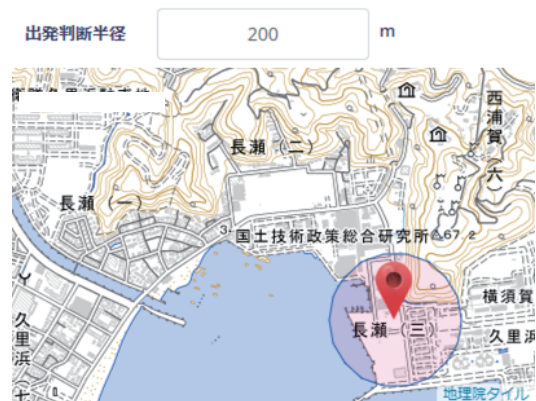 出発判断半径 200 m
西浦賀(六)
長瀬(二)
長瀬(一)
3.国土技術政策総合研究所 67.2
横須賀
長瀬(三)
久里浜
久里浜(七
地理院タイル